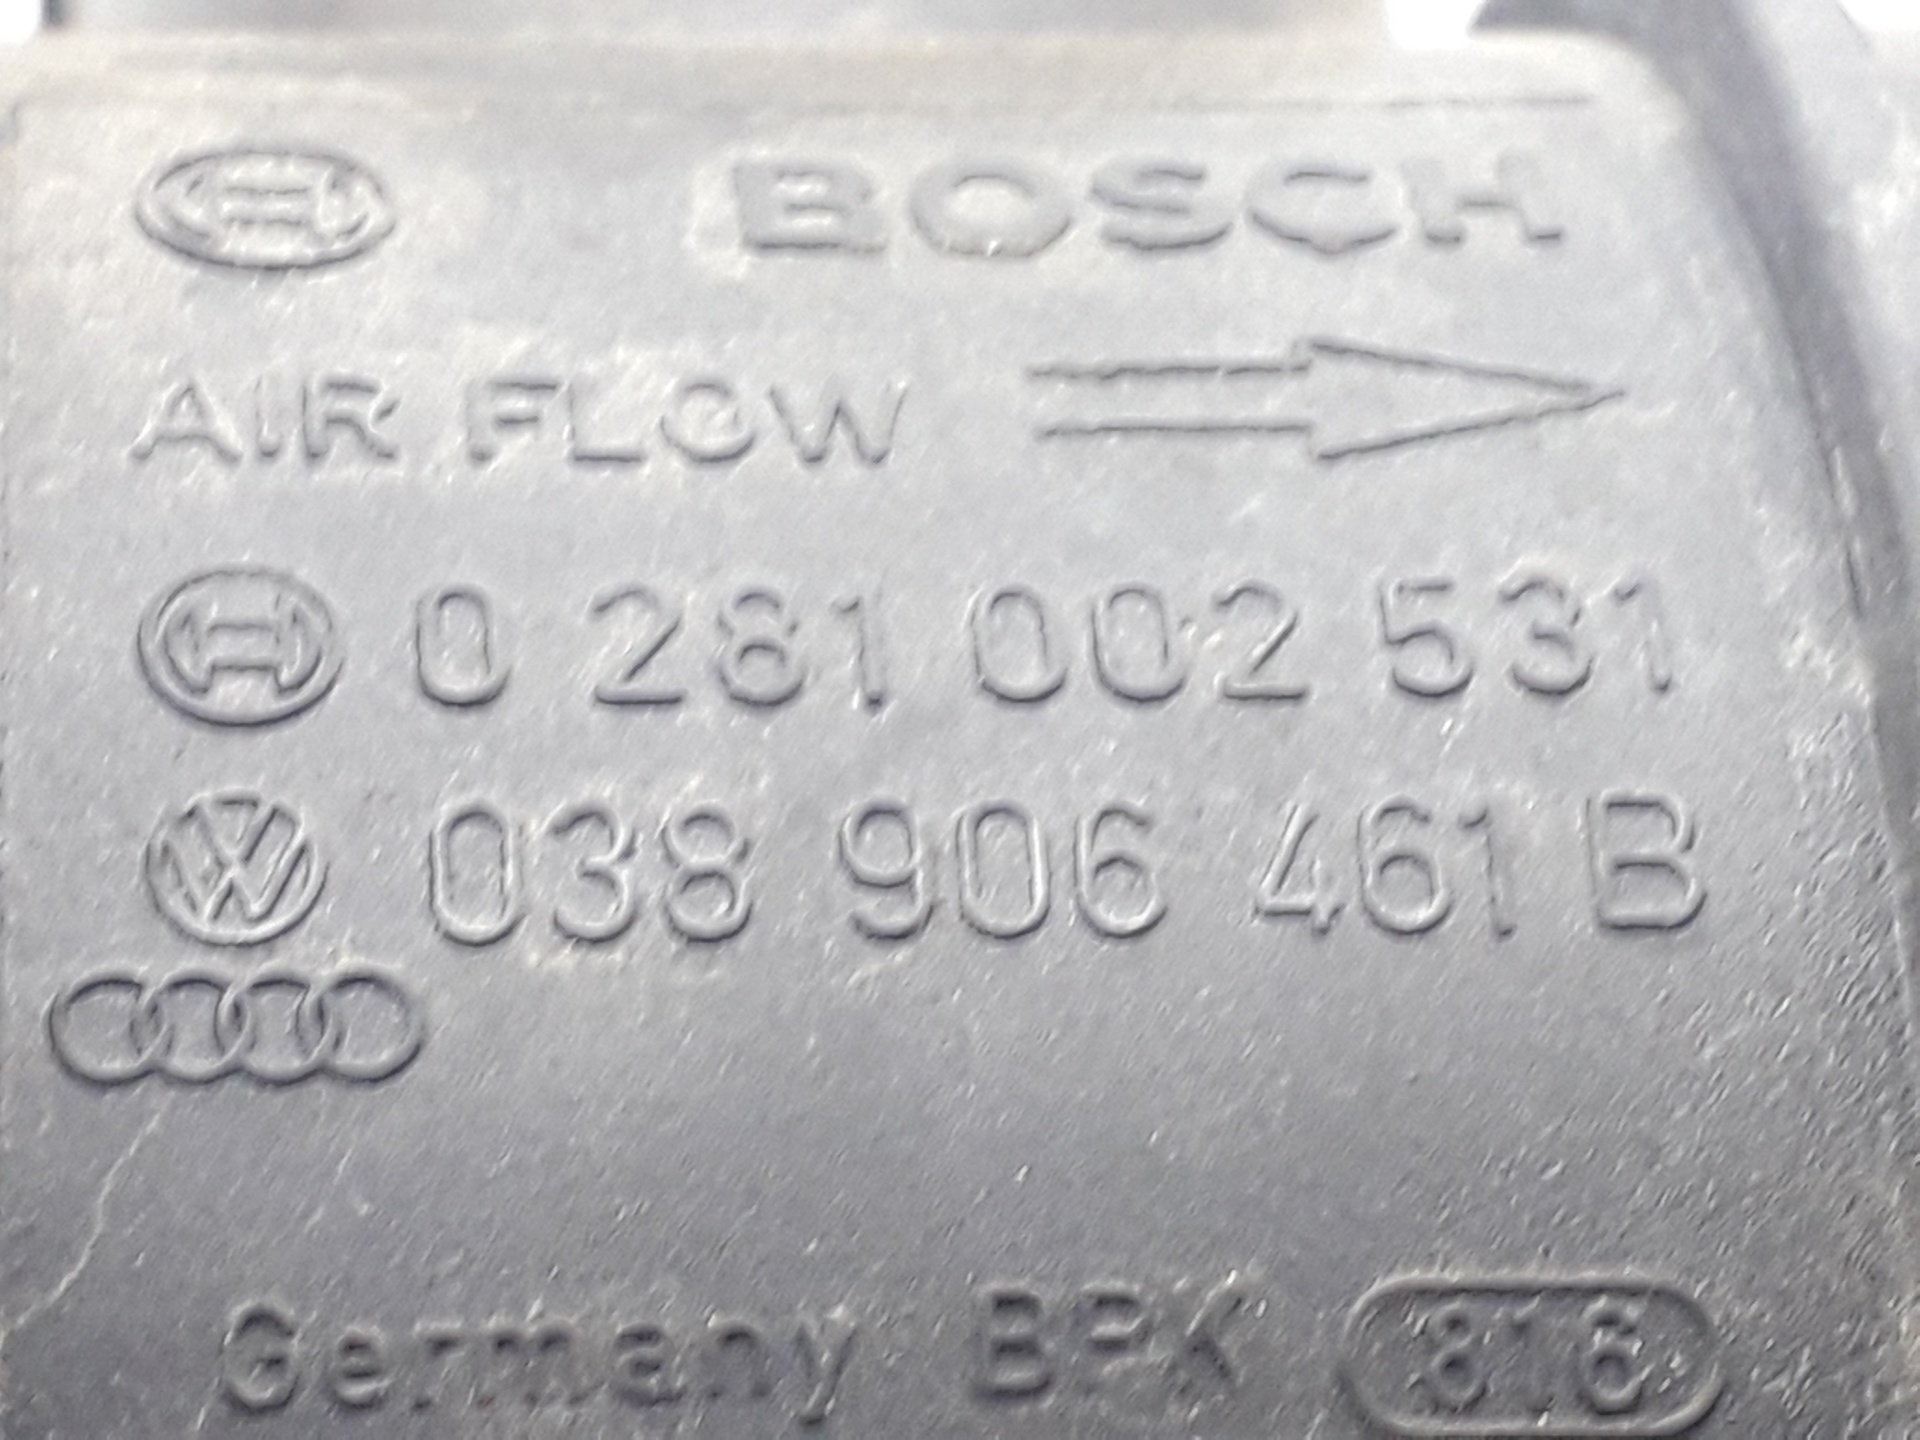 BOSCH
AIR FLOW
0 281 002 531
038 906 461 B
Germany BPK 816